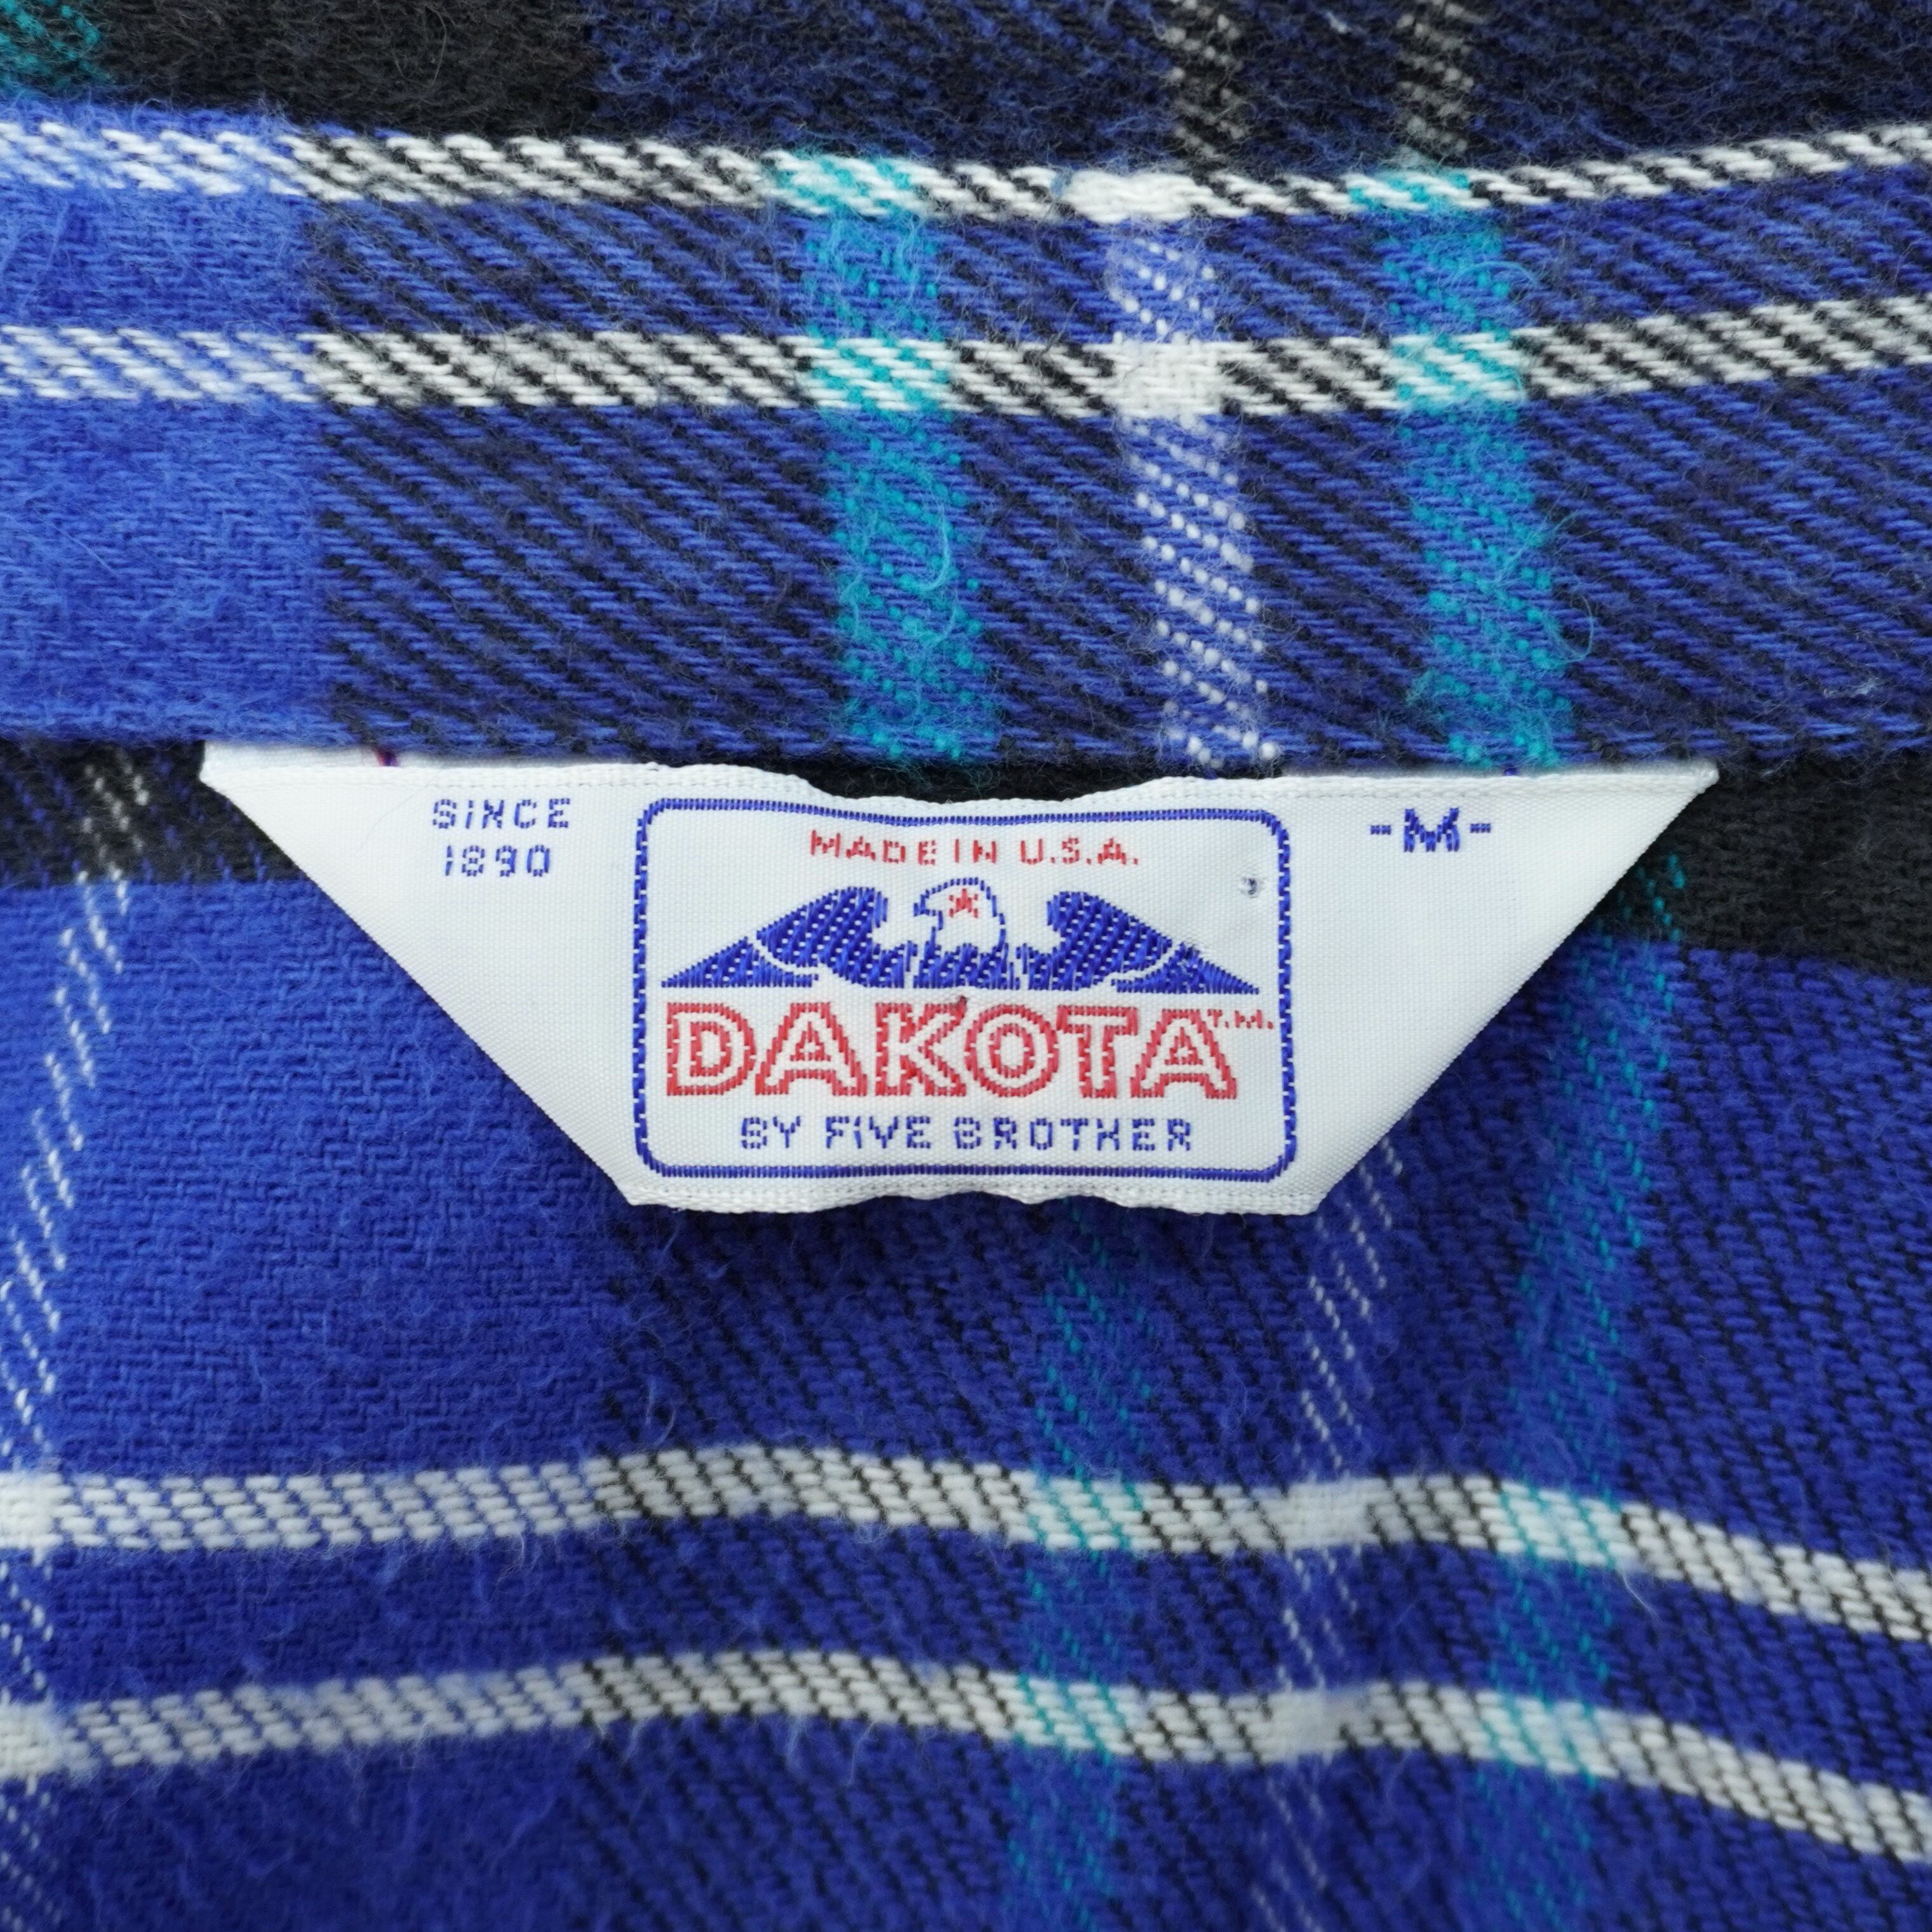 SINCE
1890
MADE IN U.S.A.
-M-
DAKOTA T.M.
BY FIVE BROTHER